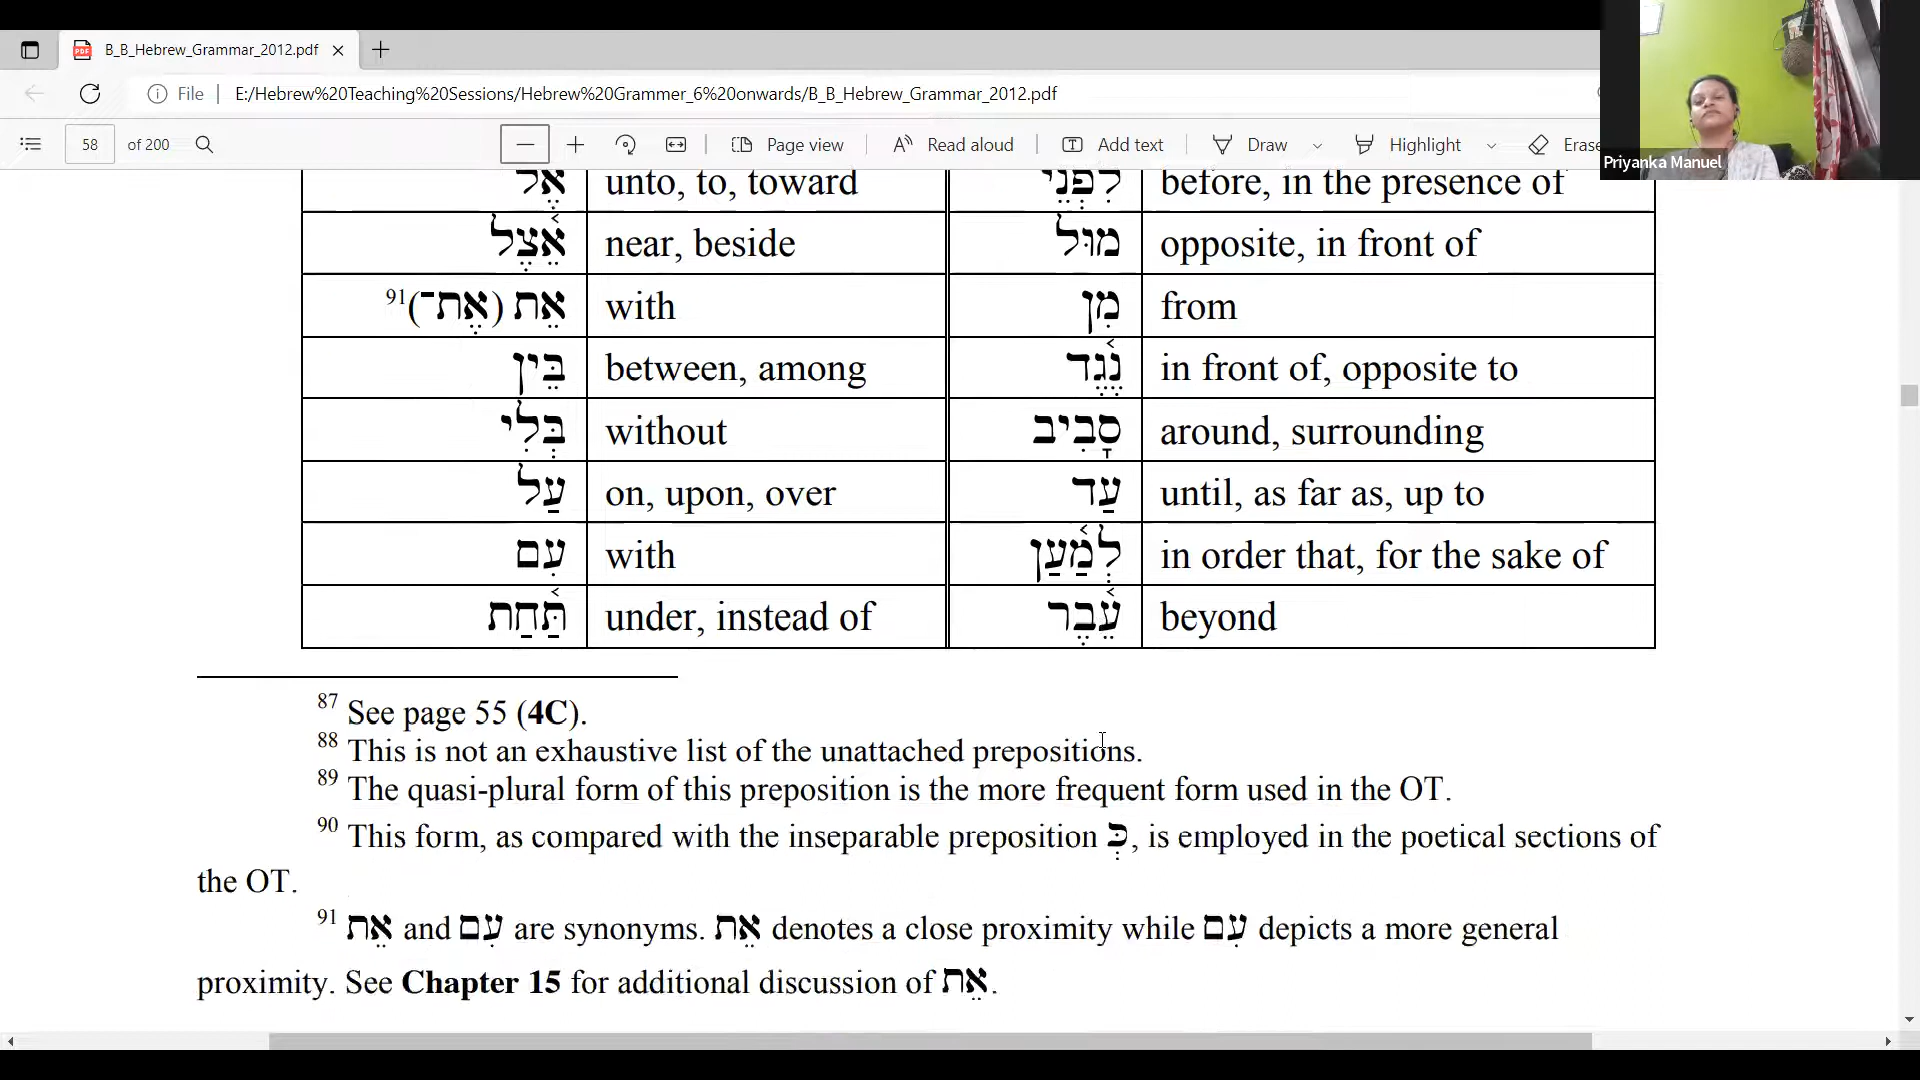 B_B_Hebrew_Grammar_2012.pdf
File | E:/Hebrew%20Teaching%20Sessions/Hebrew%20Grammer_6%20onwards/B_B_Hebrew_Grammar_2012.pdf
58 of 200 Page view Read aloud Add text Draw Highlight Erase
Priyanka Manuel
אֶל unto, to, toward לִפְנֵי before, in the presence of
אֵ֫צֶל near, beside מוּל opposite, in front of
אֵת (אֶת־)91 with מִן from
בֵּין between, among נֶ֫גֶד in front of, opposite to
בְּלִי without סָבִיב around, surrounding
עַל on, upon, over עַד until, as far as, up to
עִם with לְמַ֫עַן in order that, for the sake of
תַּ֫חַת under, instead of עֵ֫בֶר beyond
87 See page 55 (4C).
88 This is not an exhaustive list of the unattached prepositions.
89 The quasi-plural form of this preposition is the more frequent form used in the OT.
90 This form, as compared with the inseparable preposition כְּ, is employed in the poetical sections of
the OT.
91 אֵת and עִם are synonyms. אֵת denotes a close proximity while עִם depicts a more general
proximity. See Chapter 15 for additional discussion of אֵת.